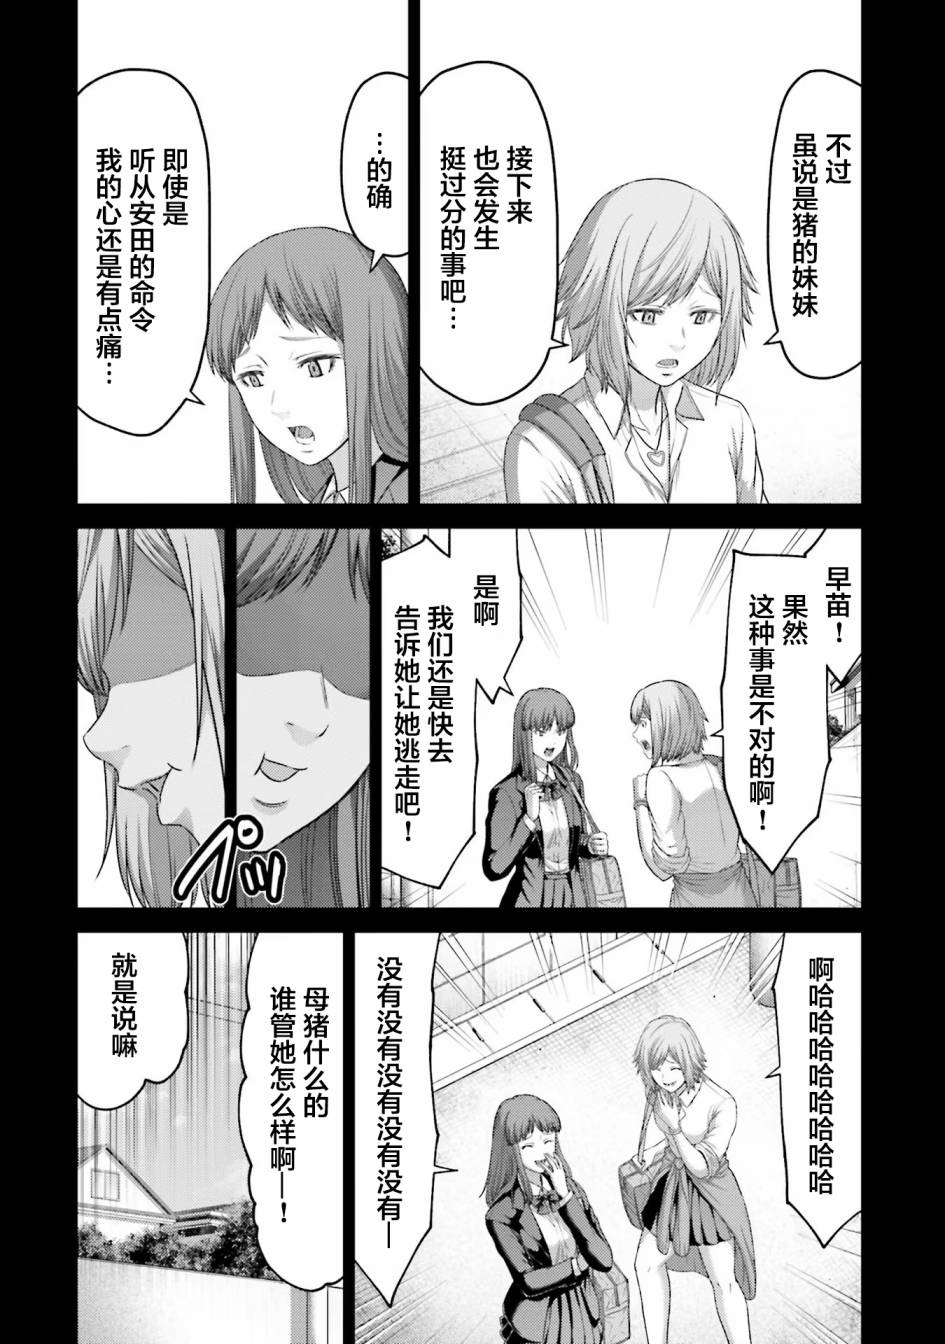 不过
虽说是猪的妹妹
接下来
也会发生
挺过分的事吧…
…的确
即使是
听从安田的命令
我的心还是有点痛…
早苗！
果然
这种事是不对的啊！
是啊
我们还是快去
告诉她让她逃走吧！
ペッ
啊哈哈哈哈哈哈哈哈
没有没有没有没有没有—
母猪什么的
谁管她怎么样啊—！
就是说嘛